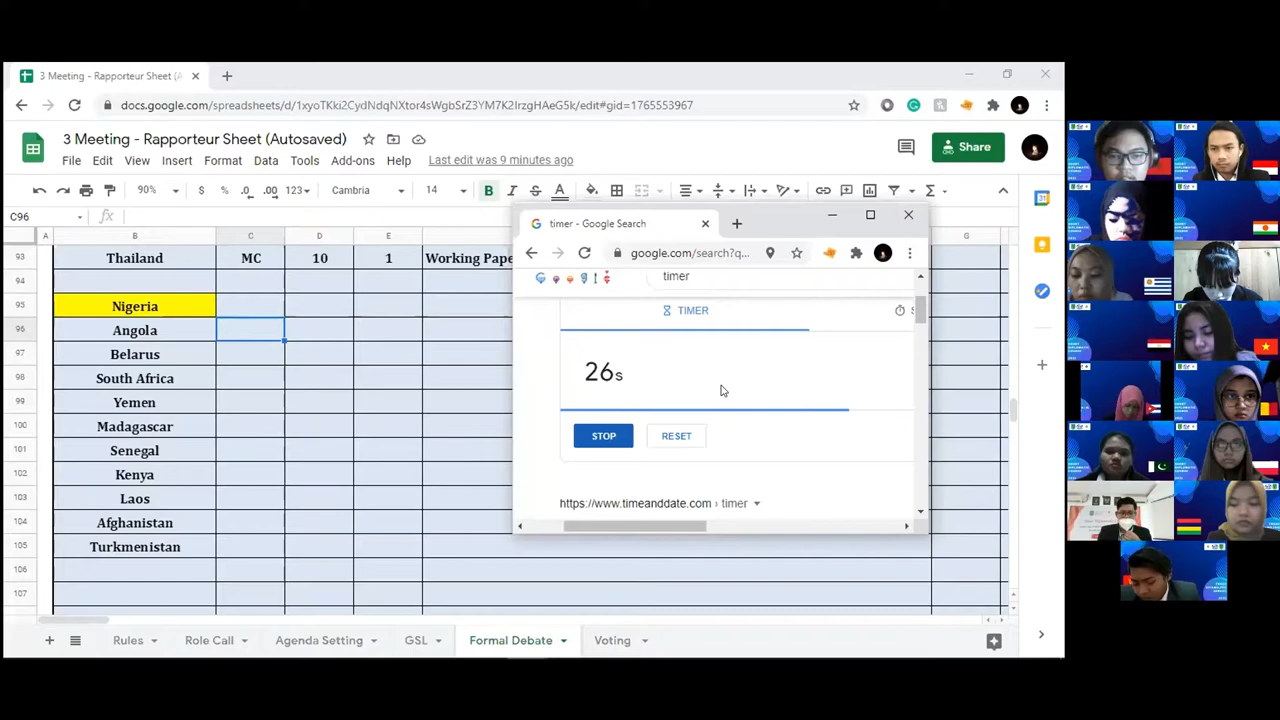 3 Meeting - Rapporteur Sheet (A
docs.google.com/spreadsheets/d/1xyoTKki2CydNdqNXtor4sWgbSrZ3YM7K2IrzgHAeG5k/edit#gid=1765553967
3 Meeting - Rapporteur Sheet (Autosaved)
Share
File Edit View Insert Format Data Tools Add-ons Help Last edit was 9 minutes ago
90% $ % .0 .00 123 Cambria 14 B I S A
C96 fx
timer - Google Search
google.com/search?q...
timer
TIMER
26s
STOP RESET
https://www.timeanddate.com › timer
A B C D E G
93 Thailand MC 10 1 Working Pape
94
95 Nigeria
96 Angola
97 Belarus
98 South Africa
99 Yemen
100 Madagascar
101 Senegal
102 Kenya
103 Laos
104 Afghanistan
105 Turkmenistan
106
107
Rules Role Call Agenda Setting GSL Formal Debate Voting